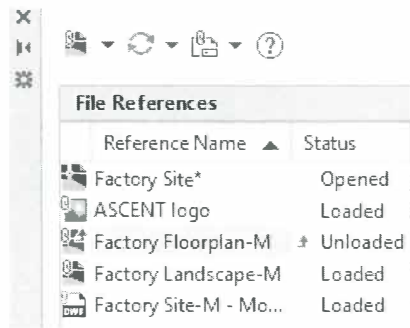 File References
Reference Name Status
Factory Site* Opened
ASCENT logo Loaded
Factory Floorplan-M Unloaded
Factory Landscape-M Loaded
DWF Factory Site-M - Mo... Loaded